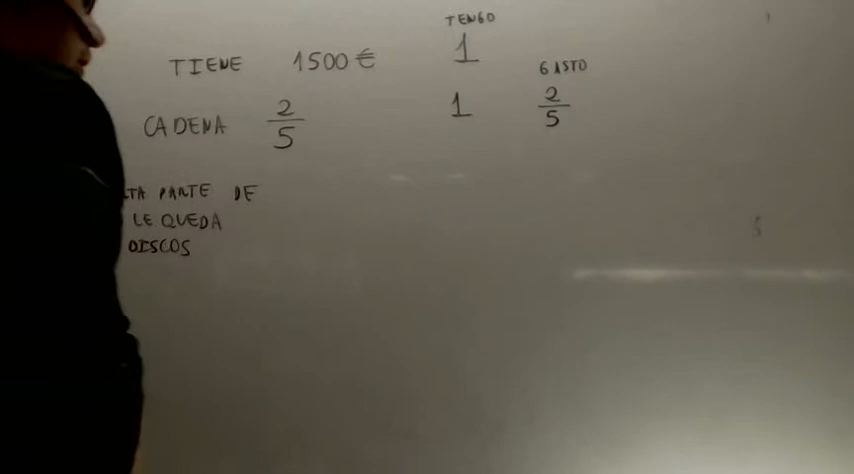 TENGO
TIENE 1500 € 1
GASTO
CADENA 2/5 1 2/5
TA PARTE DE
LE QUEDA
DISCOS